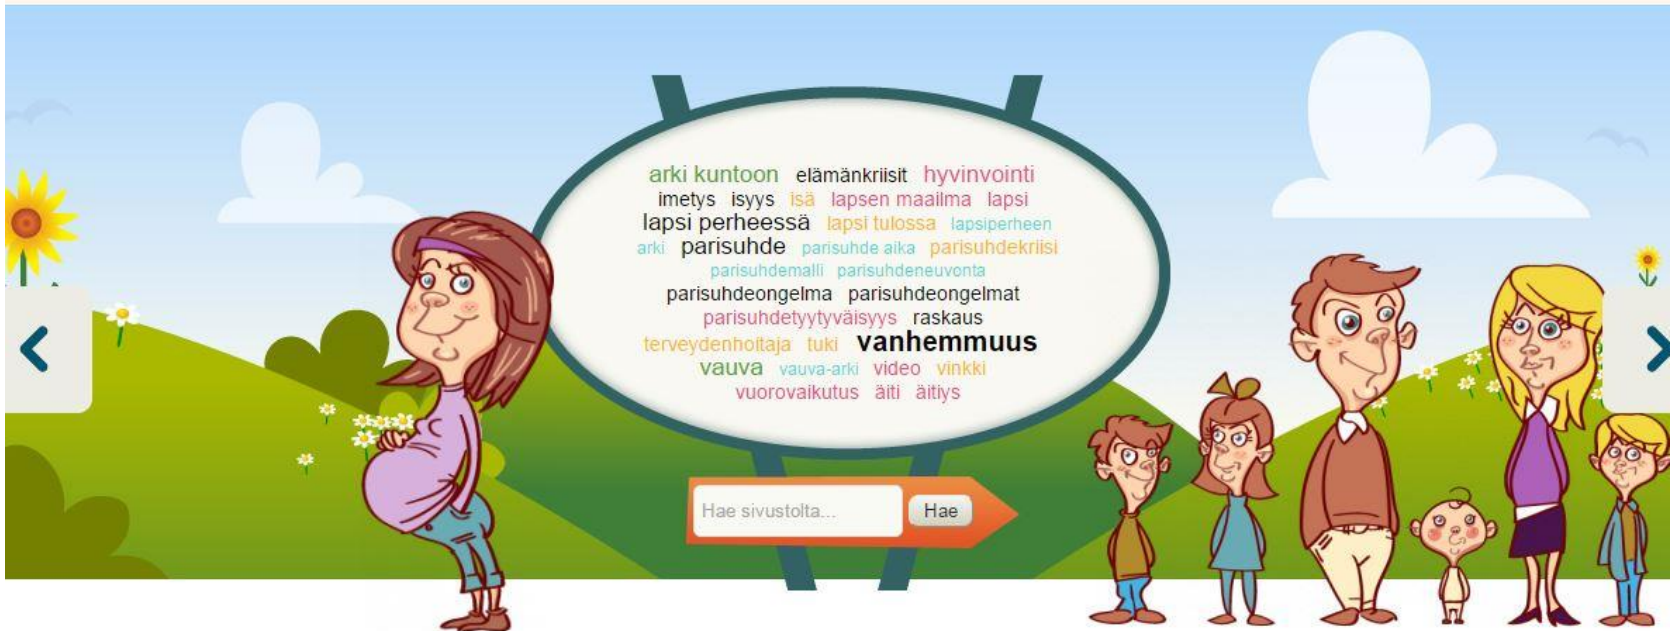 arki kuntoon elämänkriisit hyvinvointi
imetys isyys isä lapsen maailma lapsi
lapsi perheessä lapsi tulossa lapsiperheen
arki parisuhde parisuhde aika parisuhdekriisi
parisuhdemalli parisuhdeneuvonta
parisuhdeongelma parisuhdeongelmat
parisuhdetyytyväisyys raskaus
terveydenhoitaja tuki vanhemmuus
vauva vauva-arki video vinkki
vuorovaikutus äiti äitiys
Hae sivustolta... Hae